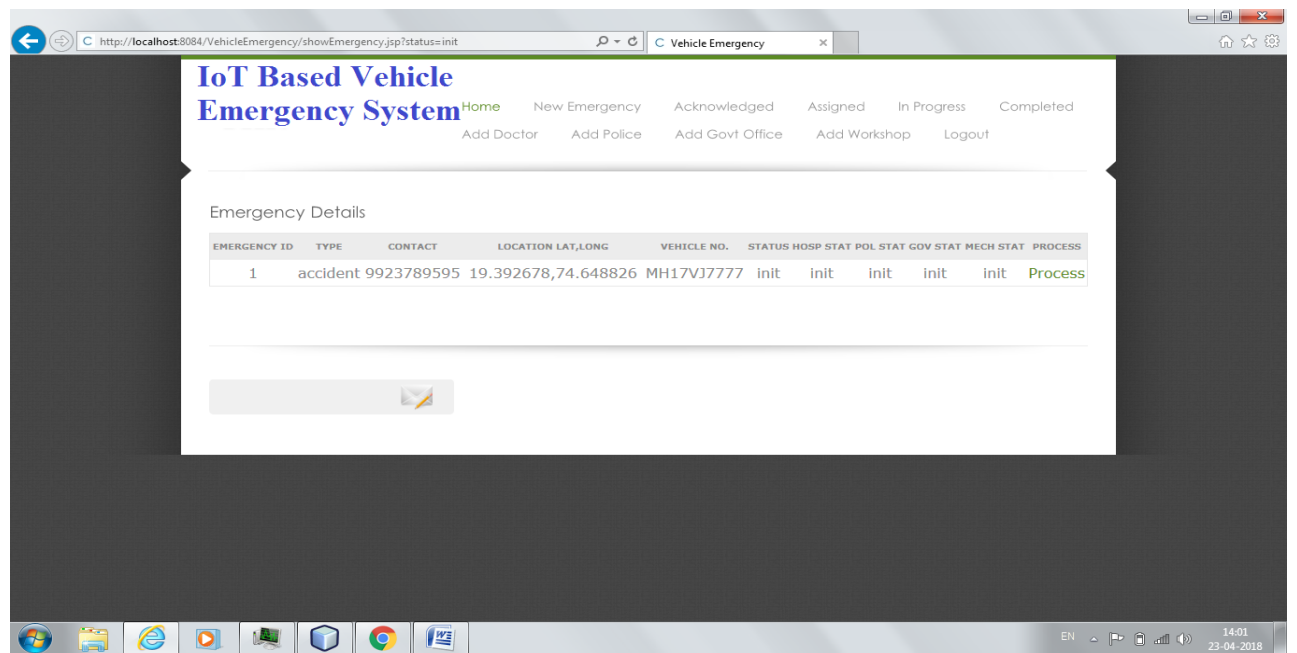 http://localhost:8084/VehicleEmergency/showEmergency.jsp?status=init
Vehicle Emergency
IoT Based Vehicle
Emergency System
Home New Emergency Acknowledged Assigned In Progress Completed
Add Doctor Add Police Add Govt Office Add Workshop Logout
Emergency Details
EMERGENCY ID TYPE CONTACT LOCATION LAT,LONG VEHICLE NO. STATUS HOSP STAT POL STAT GOV STAT MECH STAT PROCESS
1 accident 9923789595 19.392678,74.648826 MH17VJ7777 init init init init init Process
EN
14:01
23-04-2018